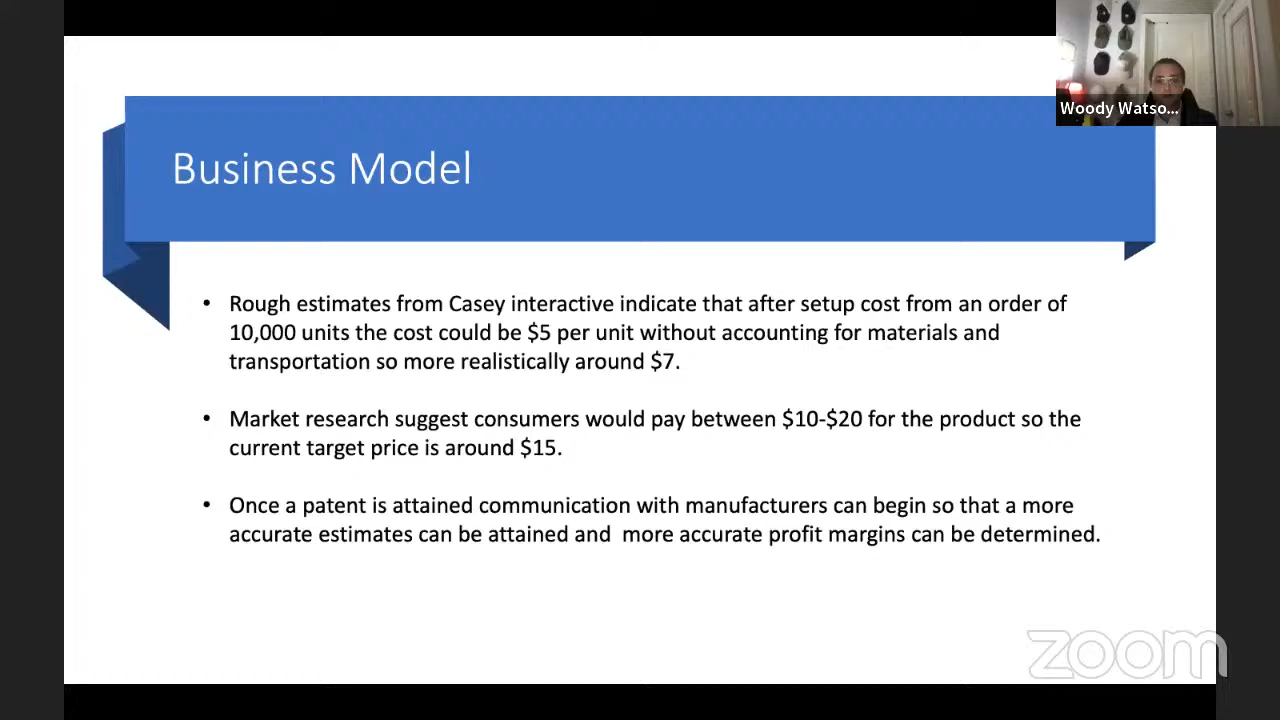 Woody Watso...
Business Model
• Rough estimates from Casey interactive indicate that after setup cost from an order of
10,000 units the cost could be $5 per unit without accounting for materials and
transportation so more realistically around $7.
• Market research suggest consumers would pay between $10-$20 for the product so the
current target price is around $15.
• Once a patent is attained communication with manufacturers can begin so that a more
accurate estimates can be attained and  more accurate profit margins can be determined.
zoom